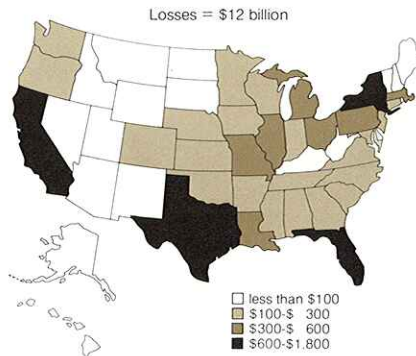 Losses = $12 billion
less than $100
$100-$ 300
$300-$ 600
$600-$1,800